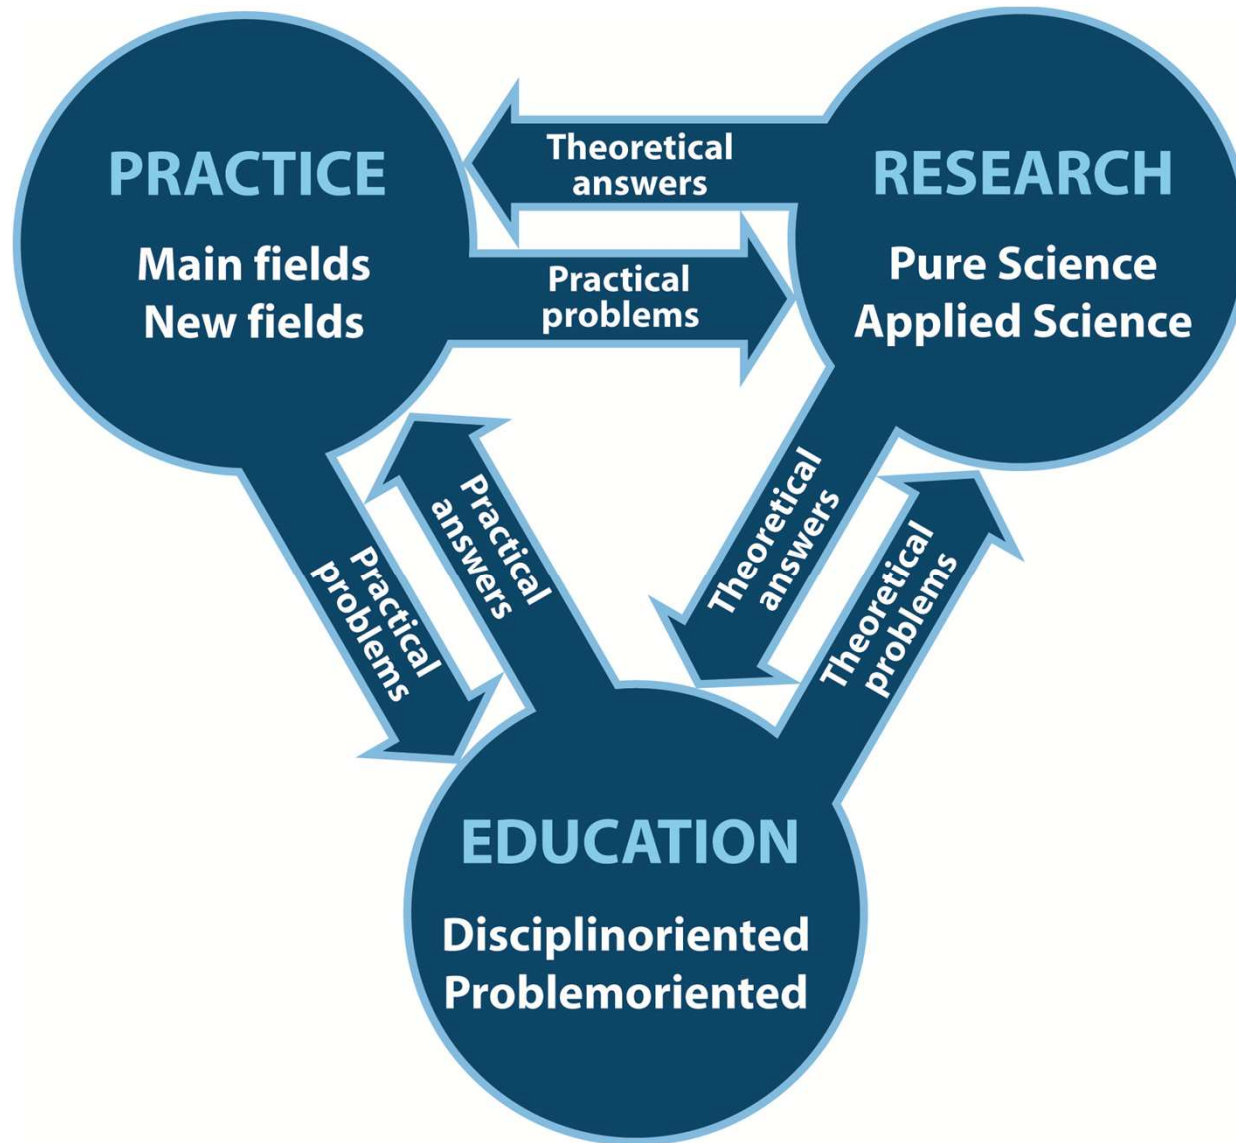 PRACTICE
Main fields
New fields
Theoretical
answers
Practical
problems
RESEARCH
Pure Science
Applied Science
Practical
problems
Practical
answers
Theoretical
answers
Theoretical
problems
EDUCATION
Disciplinoriented
Problemoriented